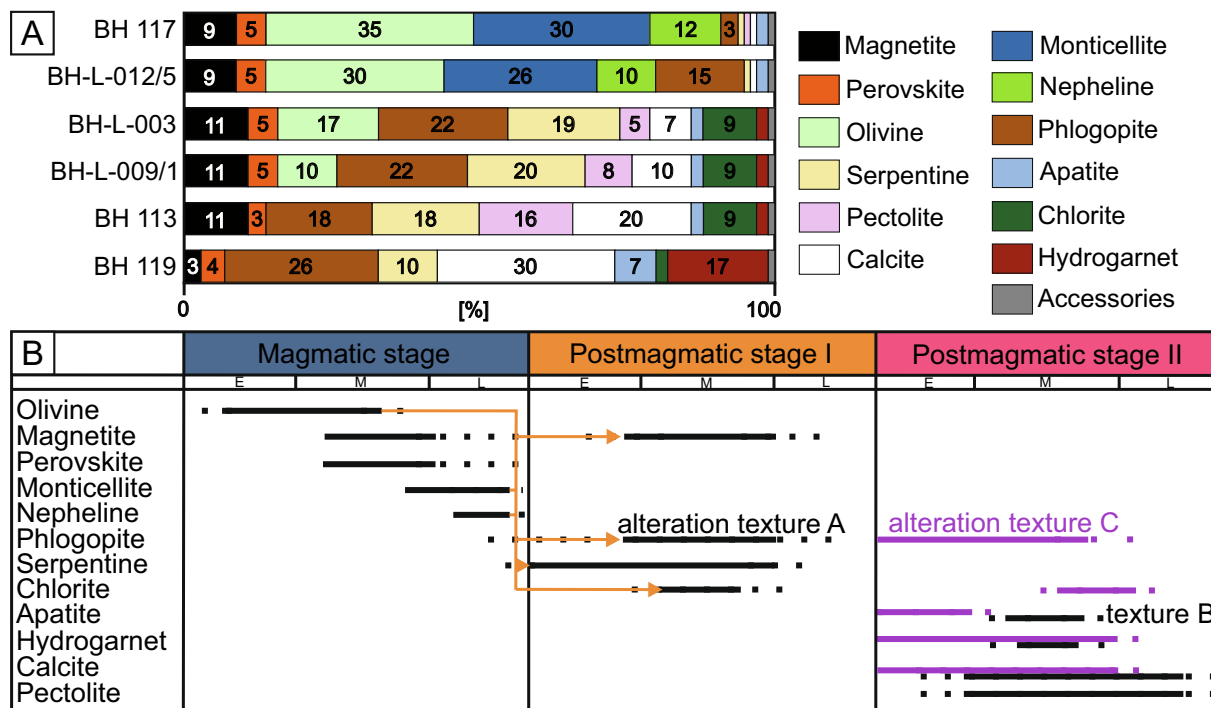 A
BH 117 9 5 35 30 12 3
BH-L-012/5 9 5 30 26 10 15
BH-L-003 11 5 17 22 19 5 7 9
BH-L-009/1 11 5 10 22 20 8 10 9
BH 113 11 3 18 18 16 20 9
BH 119 3 4 26 10 30 7 17
0 [%] 100
Magnetite
Perovskite
Olivine
Serpentine
Pectolite
Calcite
Monticellite
Nepheline
Phlogopite
Apatite
Chlorite
Hydrogarnet
Accessories
B
Magmatic stage Postmagmatic stage I Postmagmatic stage II
E M L E M L E M L
Olivine
Magnetite
Perovskite
Monticellite
Nepheline
Phlogopite alteration texture A alteration texture C
Serpentine
Chlorite
Apatite texture B
Hydrogarnet
Calcite
Pectolite